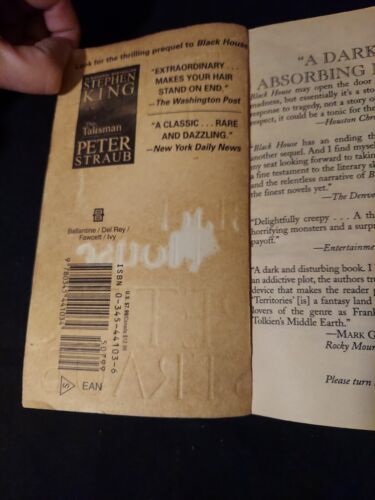 Look for the thrilling prequel to Black House
STEPHEN
KING
The
Talisman
PETER
STRAUB
"EXTRAORDINARY...
MAKES YOUR HAIR
STAND ON END."
—The Washington Post
"A CLASSIC... RARE
AND DAZZLING."
—New York Daily News
Ballantine / Del Rey /
Fawcett / Ivy
House
ISBN 0-345-44103-6
9 780345 441034
50799
S EAN
"A DARK
ABSORBING
Black House may open the door
madness, but essentially it's a sto
response to tragedy, not a story o
respect, it could be a tonic for the
—Houston Chro
"Black House has an ending th
another sequel. And I find mysel
my seat looking forward to taking
a fine testament to the literary sk
and the relentless narrative of B
the finest novels yet."
—The Denve
"Delightfully creepy . . . A th
horrifying monsters and a surp
payoff."
—Entertainme
"A dark and disturbing book. I
an addictive plot, the authors tru
device that makes the reader
'Territories' [is] a fantasy land
lovers of the genre as Frank
Tolkien's Middle Earth."
—MARK G
Rocky Mour
Please turn